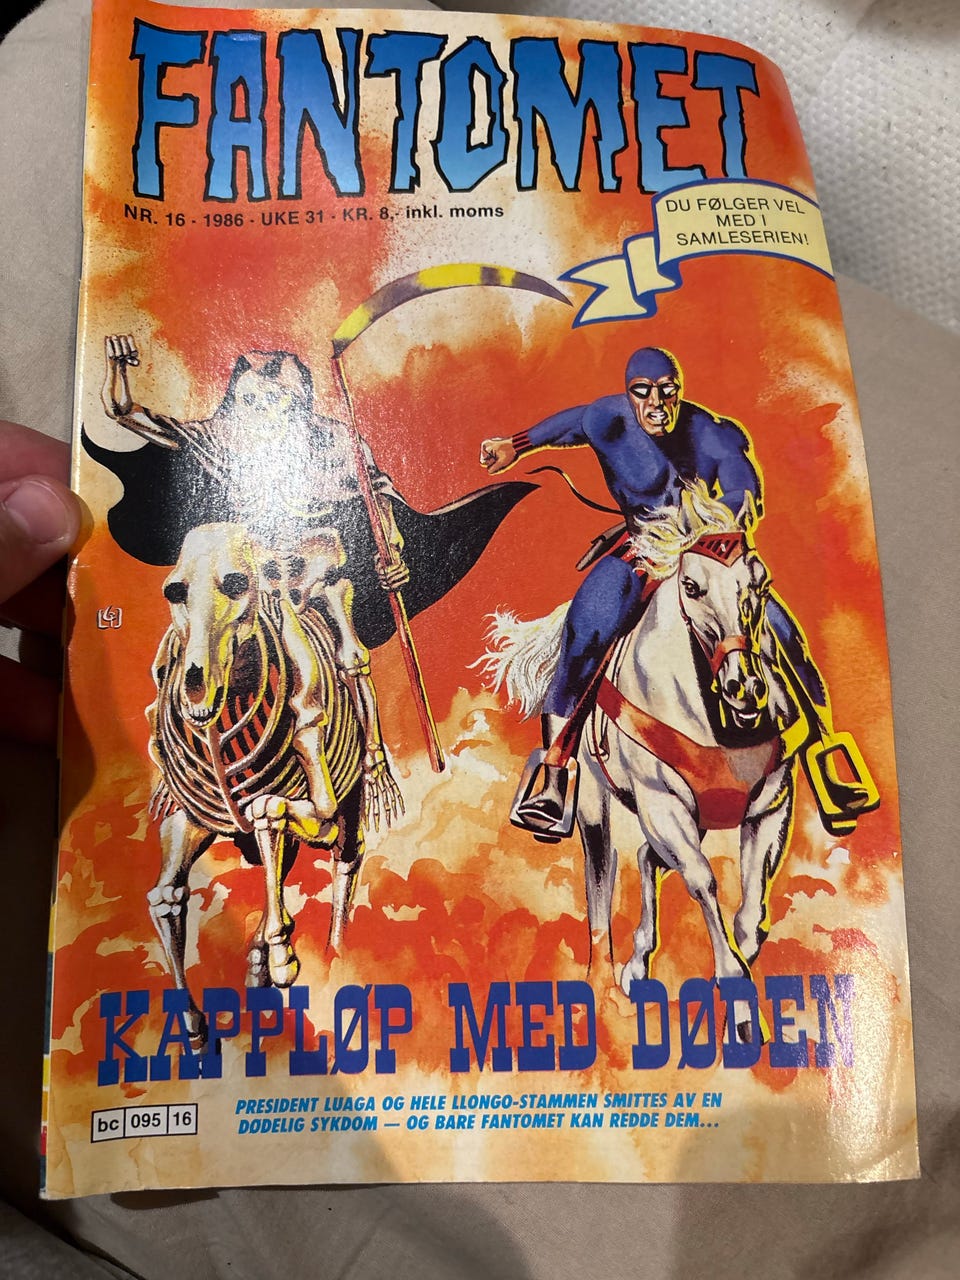 FANTOMET
NR. 16 - 1986 - UKE 31 - KR. 8,- inkl. moms
DU FØLGER VEL
MED I
SAMLESERIEN!
KAPPLØP MED DØDEN
PRESIDENT LUAGA OG HELE LLONGO-STAMMEN SMITTES AV EN
DØDELIG SYKDOM — OG BARE FANTOMET KAN REDDE DEM...
bc 095 16